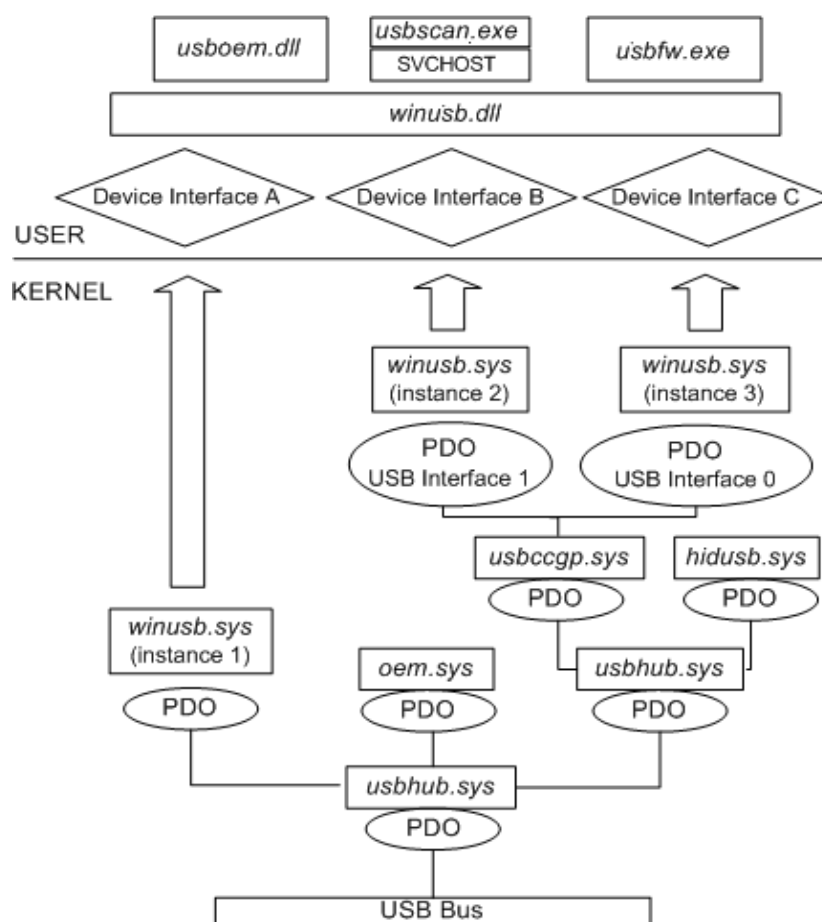 usboem.dll
usbscan.exe
SVCHOST
usbfw.exe
winusb.dll
Device Interface A
Device Interface B
Device Interface C
USER
KERNEL
winusb.sys
(instance 2)
winusb.sys
(instance 3)
PDO
USB Interface 1
PDO
USB Interface 0
usbccgp.sys
hidusb.sys
PDO
PDO
winusb.sys
(instance 1)
oem.sys
usbhub.sys
PDO
PDO
PDO
usbhub.sys
PDO
USB Bus